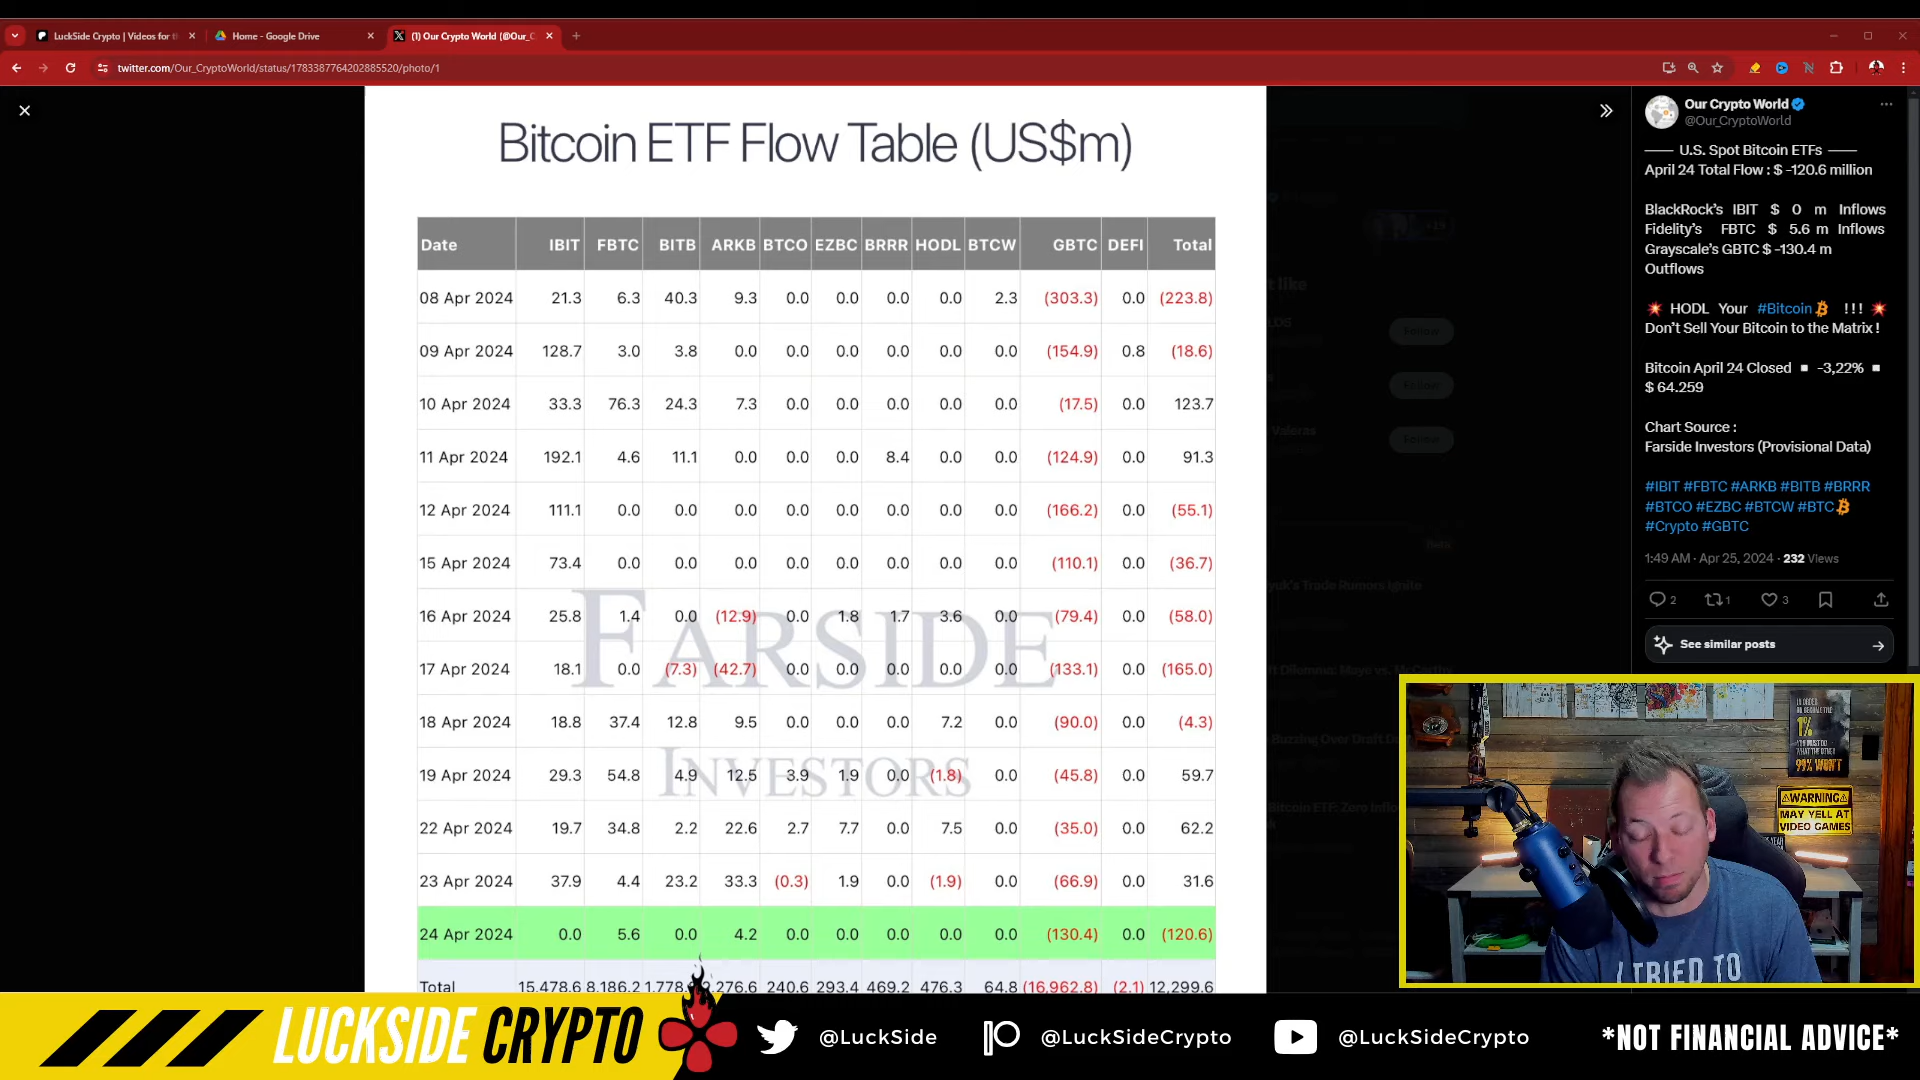 LuckSide Crypto | Videos for t
Home - Google Drive
(1) Our Crypto World (@Our_C
twitter.com/Our_CryptoWorld/status/1783387764202885520/photo/1
Bitcoin ETF Flow Table (US$m)
Date IBIT FBTC BITB ARKB BTCO EZBC BRRR HODL BTCW GBTC DEFI Total
08 Apr 2024 21.3 6.3 40.3 9.3 0.0 0.0 0.0 0.0 2.3 (303.3) 0.0 (223.8)
09 Apr 2024 128.7 3.0 3.8 0.0 0.0 0.0 0.0 0.0 0.0 (154.9) 0.8 (18.6)
10 Apr 2024 33.3 76.3 24.3 7.3 0.0 0.0 0.0 0.0 0.0 (17.5) 0.0 123.7
11 Apr 2024 192.1 4.6 11.1 0.0 0.0 0.0 8.4 0.0 0.0 (124.9) 0.0 91.3
12 Apr 2024 111.1 0.0 0.0 0.0 0.0 0.0 0.0 0.0 0.0 (166.2) 0.0 (55.1)
15 Apr 2024 73.4 0.0 0.0 0.0 0.0 0.0 0.0 0.0 0.0 (110.1) 0.0 (36.7)
16 Apr 2024 25.8 1.4 0.0 (12.9) 0.0 1.8 1.7 3.6 0.0 (79.4) 0.0 (58.0)
17 Apr 2024 18.1 0.0 (7.3) (42.7) 0.0 0.0 0.0 0.0 0.0 (133.1) 0.0 (165.0)
18 Apr 2024 18.8 37.4 12.8 9.5 0.0 0.0 0.0 7.2 0.0 (90.0) 0.0 (4.3)
19 Apr 2024 29.3 54.8 4.9 12.5 3.9 1.9 0.0 (1.8) 0.0 (45.8) 0.0 59.7
22 Apr 2024 19.7 34.8 2.2 22.6 2.7 7.7 0.0 7.5 0.0 (35.0) 0.0 62.2
23 Apr 2024 37.9 4.4 23.2 33.3 (0.3) 1.9 0.0 (1.9) 0.0 (66.9) 0.0 31.6
24 Apr 2024 0.0 5.6 0.0 4.2 0.0 0.0 0.0 0.0 0.0 (130.4) 0.0 (120.6)
Total 15,478.6 8,186.2 1,778. 276.6 240.6 293.4 469.2 476.3 64.8 (16,962.8) (2.1) 12,299.6
FARSIDE
INVESTORS
Our Crypto World
@Our_CryptoWorld
U.S. Spot Bitcoin ETFs
April 24 Total Flow : $ -120.6 million
BlackRock's IBIT $ 0 m Inflows
Fidelity's FBTC $ 5.6 m Inflows
Grayscale's GBTC $ -130.4 m
Outflows
💥 HODL Your #Bitcoin !!! 💥
Don't Sell Your Bitcoin to the Matrix !
Bitcoin April 24 Closed ▪ -3,22% ▪
$ 64.259
Chart Source :
Farside Investors (Provisional Data)
#IBIT #FBTC #ARKB #BITB #BRRR
#BTCO #EZBC #BTCW #BTC
#Crypto #GBTC
1:49 AM · Apr 25, 2024 · 232 Views
2 1 3
See similar posts
1%
99% WON'T
WARNING
MAY YELL AT
VIDEO GAMES
I TRIED TO
LUCKSIDE CRYPTO
@LuckSide
@LuckSideCrypto
@LuckSideCrypto
*NOT FINANCIAL ADVICE*